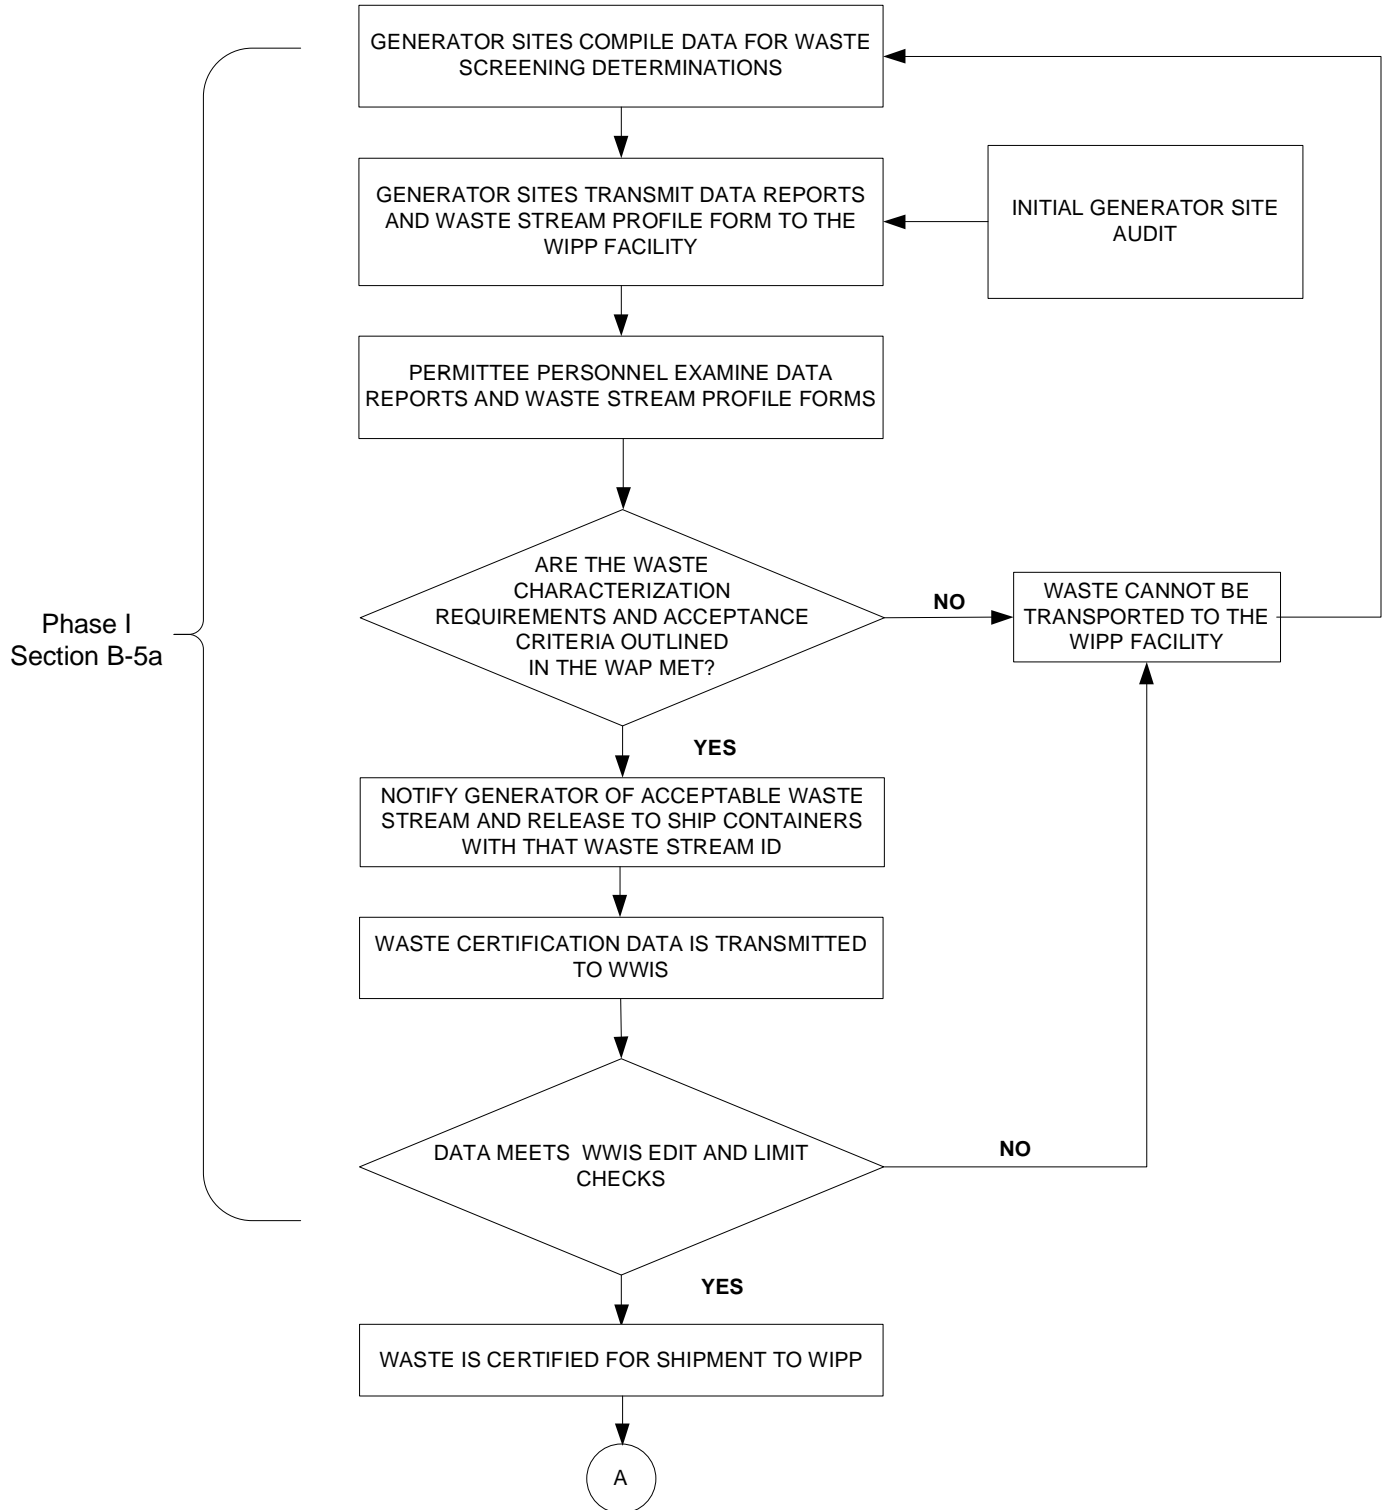 GENERATOR SITES COMPILE DATA FOR WASTE
SCREENING DETERMINATIONS
GENERATOR SITES TRANSMIT DATA REPORTS
AND WASTE STREAM PROFILE FORM TO THE
WIPP FACILITY
INITIAL GENERATOR SITE
AUDIT
PERMITTEE PERSONNEL EXAMINE DATA
REPORTS AND WASTE STREAM PROFILE FORMS
ARE THE WASTE
CHARACTERIZATION
REQUIREMENTS AND ACCEPTANCE
CRITERIA OUTLINED
IN THE WAP MET?
NO
WASTE CANNOT BE
TRANSPORTED TO THE
WIPP FACILITY
Phase I
Section B-5a
YES
NOTIFY GENERATOR OF ACCEPTABLE WASTE
STREAM AND RELEASE TO SHIP CONTAINERS
WITH THAT WASTE STREAM ID
WASTE CERTIFICATION DATA IS TRANSMITTED
TO WWIS
DATA MEETS  WWIS EDIT AND LIMIT
CHECKS
NO
YES
WASTE IS CERTIFIED FOR SHIPMENT TO WIPP
A